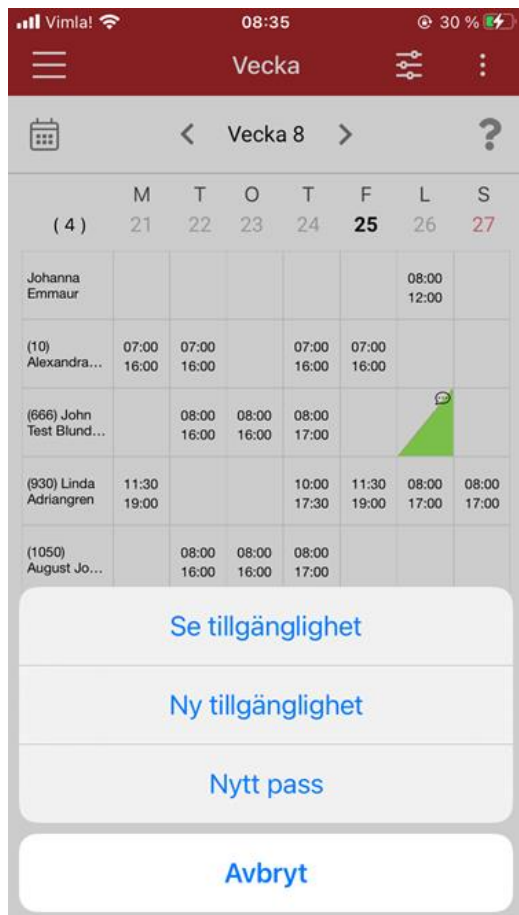 Vimla! 08:35 30 %
Vecka
Vecka 8 ?
M T O T F L S
(4) 21 22 23 24 25 26 27
Johanna 08:00
Emmaur 12:00
(10) 07:00 07:00 07:00 07:00
Alexandra... 16:00 16:00 16:00 16:00
(666) John 08:00 08:00 08:00
Test Blund... 16:00 16:00 17:00
(930) Linda 11:30 10:00 11:30 08:00 08:00
Adriangren 19:00 17:30 19:00 17:00 17:00
(1050) 08:00 08:00 08:00
August Jo... 16:00 16:00 17:00
Se tillgänglighet
Ny tillgänglighet
Nytt pass
Avbryt